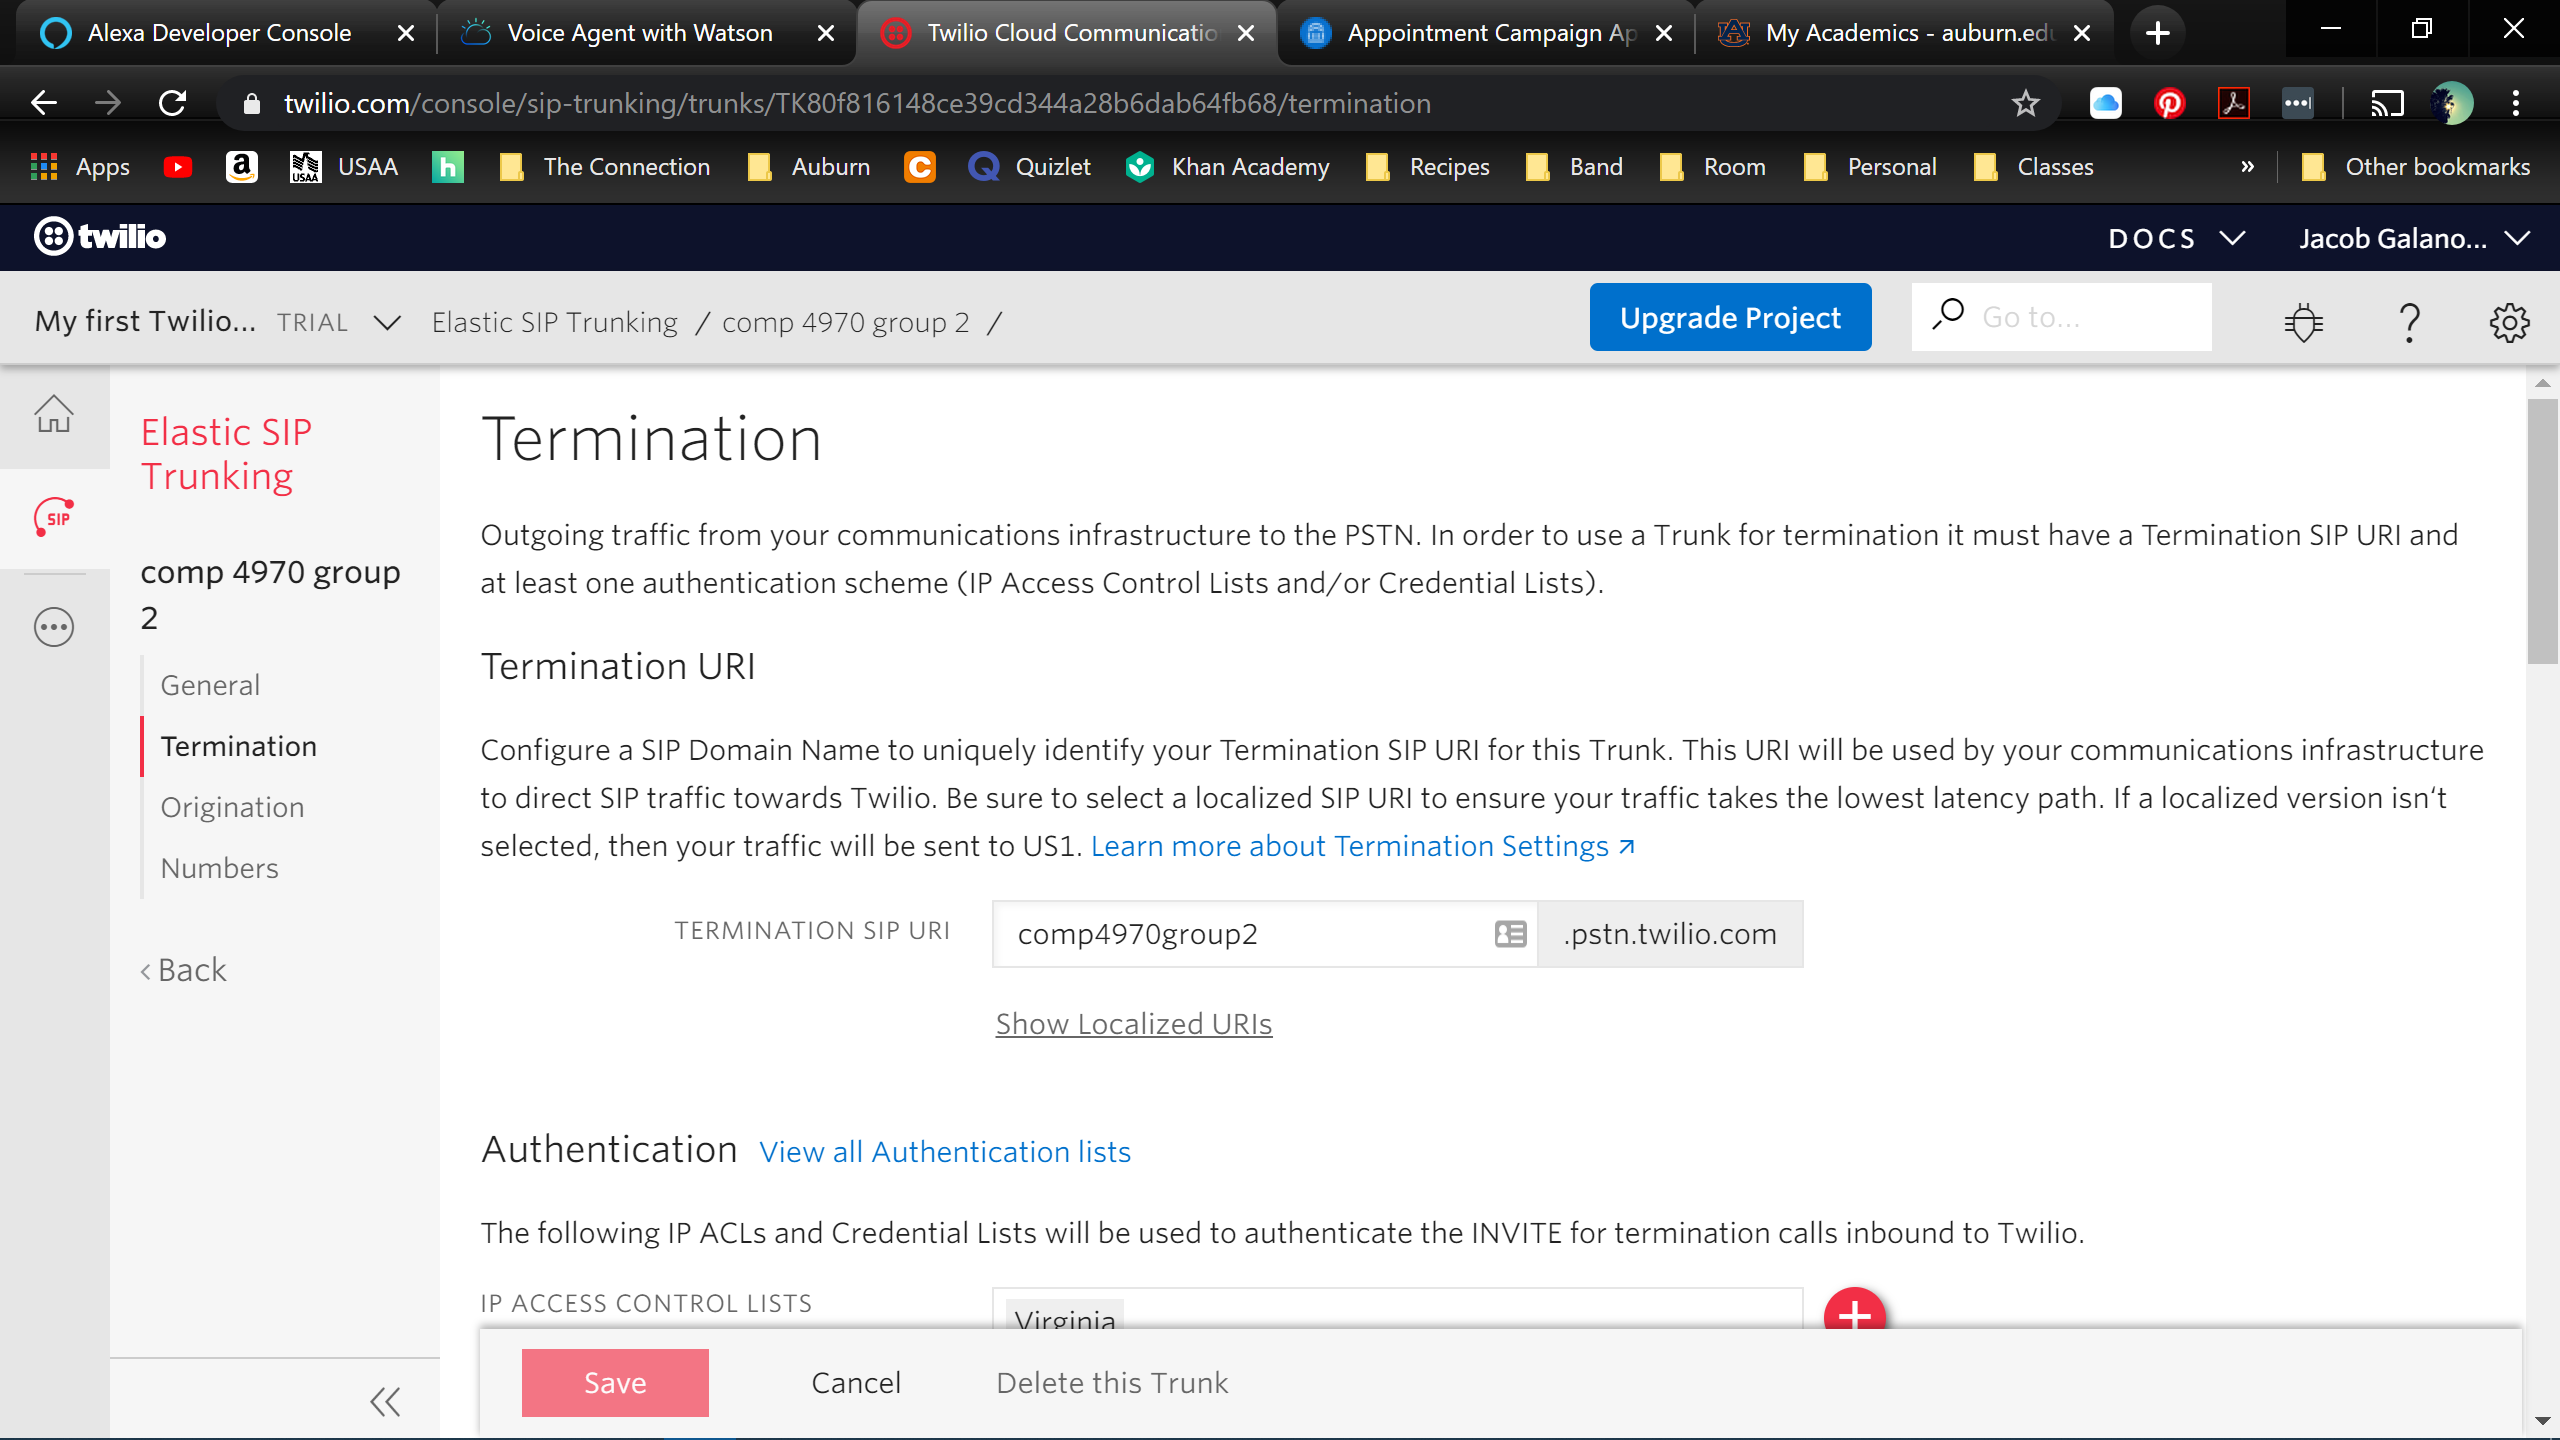 Alexa Developer Console
Voice Agent with Watson
Twilio Cloud Communicatio
Appointment Campaign Ap
My Academics - auburn.edu
twilio.com/console/sip-trunking/trunks/TK80f816148ce39cd344a28b6dab64fb68/termination
Apps
USAA
USAA
The Connection
Auburn
Quizlet
Khan Academy
Recipes
Band
Room
Personal
Classes
»
Other bookmarks
twilio
DOCS
Jacob Galano...
My first Twilio... TRIAL
Elastic SIP Trunking / comp 4970 group 2 /
Upgrade Project
Go to...
Elastic SIP
Trunking
SIP
comp 4970 group
2
General
Termination
Origination
Numbers
‹ Back
Termination
Outgoing traffic from your communications infrastructure to the PSTN. In order to use a Trunk for termination it must have a Termination SIP URI and
at least one authentication scheme (IP Access Control Lists and/or Credential Lists).
Termination URI
Configure a SIP Domain Name to uniquely identify your Termination SIP URI for this Trunk. This URI will be used by your communications infrastructure
to direct SIP traffic towards Twilio. Be sure to select a localized SIP URI to ensure your traffic takes the lowest latency path. If a localized version isn‘t
selected, then your traffic will be sent to US1. Learn more about Termination Settings ↗
TERMINATION SIP URI
comp4970group2
.pstn.twilio.com
Show Localized URIs
Authentication View all Authentication lists
The following IP ACLs and Credential Lists will be used to authenticate the INVITE for termination calls inbound to Twilio.
IP ACCESS CONTROL LISTS
Virginia
Save
Cancel
Delete this Trunk